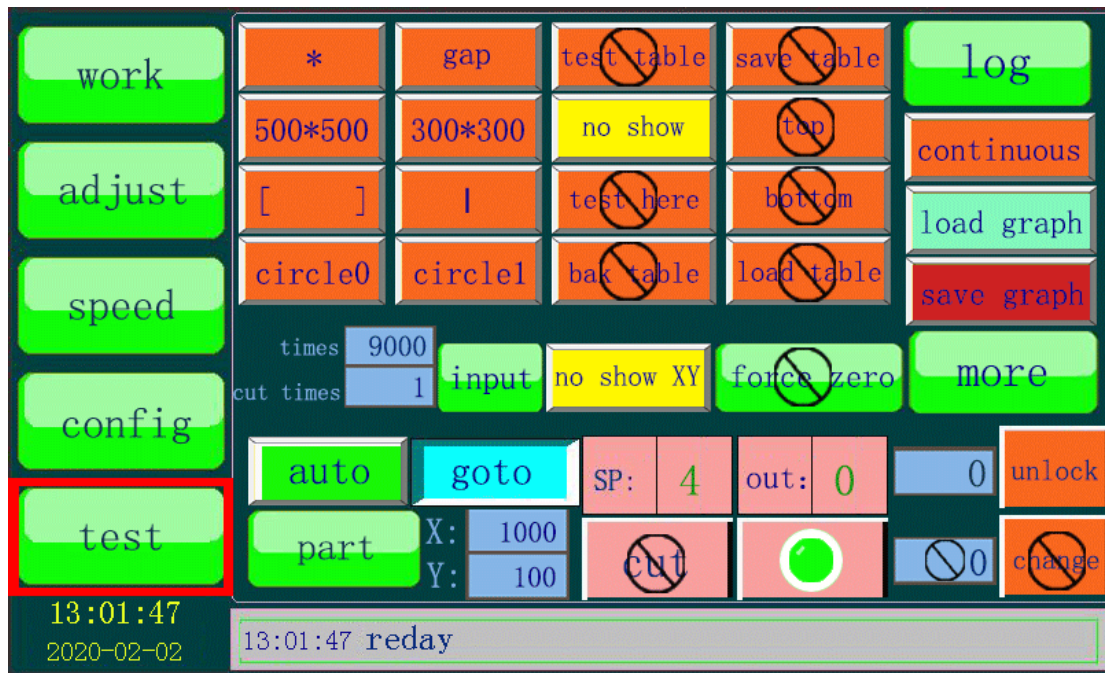 work
adjust
speed
config
test
13:01:47
2020-02-02
* gap test table save table
500*500 300*300 no show top
[ ] | test here bottom
circle0 circle1 bak table load table
log
continuous
load graph
save graph
times 9000
cut times 1
input no show XY force zero more
auto goto SP: 4 out: 0 0 unlock
part X: 1000
Y: 100
cut 0 change
13:01:47 reday